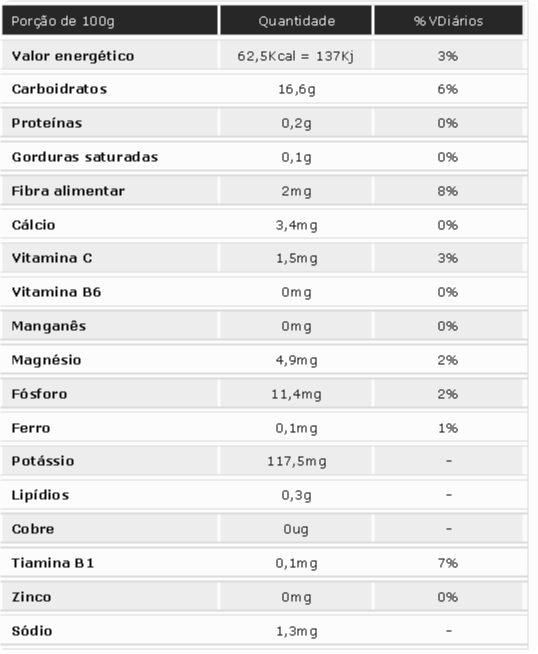 Porção de 100g Quantidade %VDiários
Valor energético 62,5Kcal = 137Kj 3%
Carboidratos 16,6g 6%
Proteínas 0,2g 0%
Gorduras saturadas 0,1g 0%
Fibra alimentar 2mg 8%
Cálcio 3,4mg 0%
Vitamina C 1,5mg 3%
Vitamina B6 0mg 0%
Manganês 0mg 0%
Magnésio 4,9mg 2%
Fósforo 11,4mg 2%
Ferro 0,1mg 1%
Potássio 117,5mg -
Lipídios 0,3g -
Cobre 0ug -
Tiamina B1 0,1mg 7%
Zinco 0mg 0%
Sódio 1,3mg -